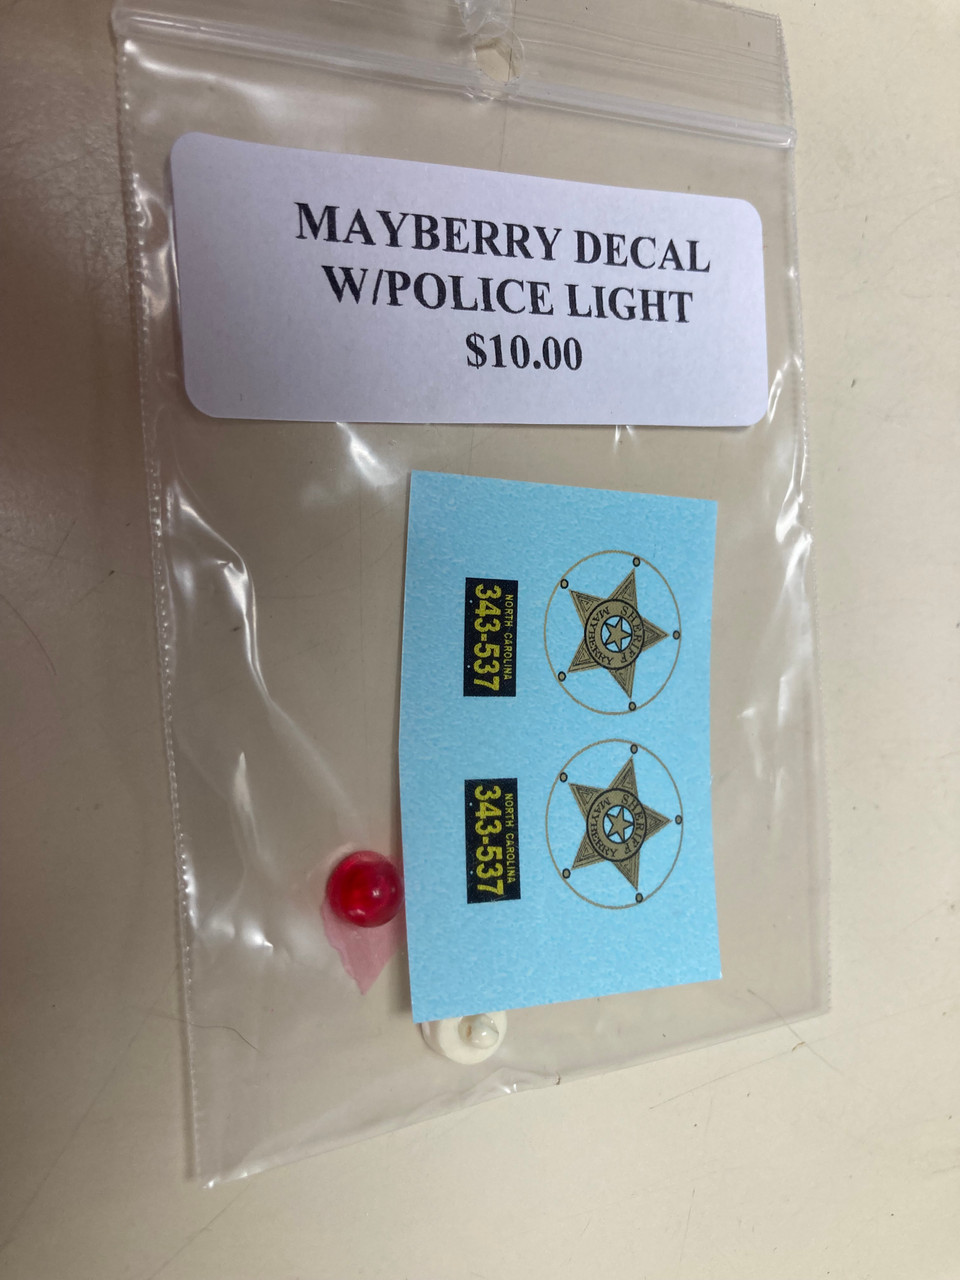 MAYBERRY DECAL
W/POLICE LIGHT
$10.00
NORTH CAROLINA
343-537
SHERIFF
MAYBERRY
NORTH CAROLINA
343-537
SHERIFF
MAYBERRY